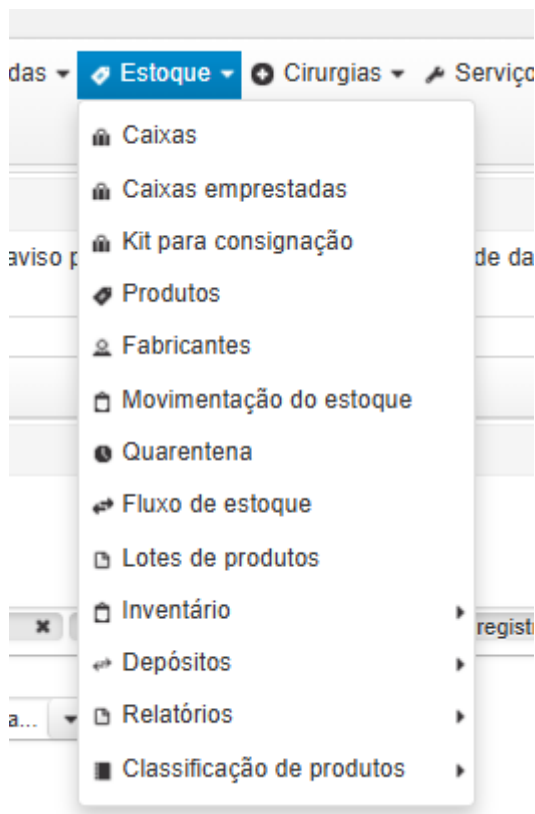 das Estoque Cirurgias Serviço
Caixas
Caixas emprestadas
Kit para consignação
aviso p
de da
Produtos
Fabricantes
Movimentação do estoque
Quarentena
Fluxo de estoque
Lotes de produtos
Inventário
regist
Depósitos
a...
Relatórios
Classificação de produtos